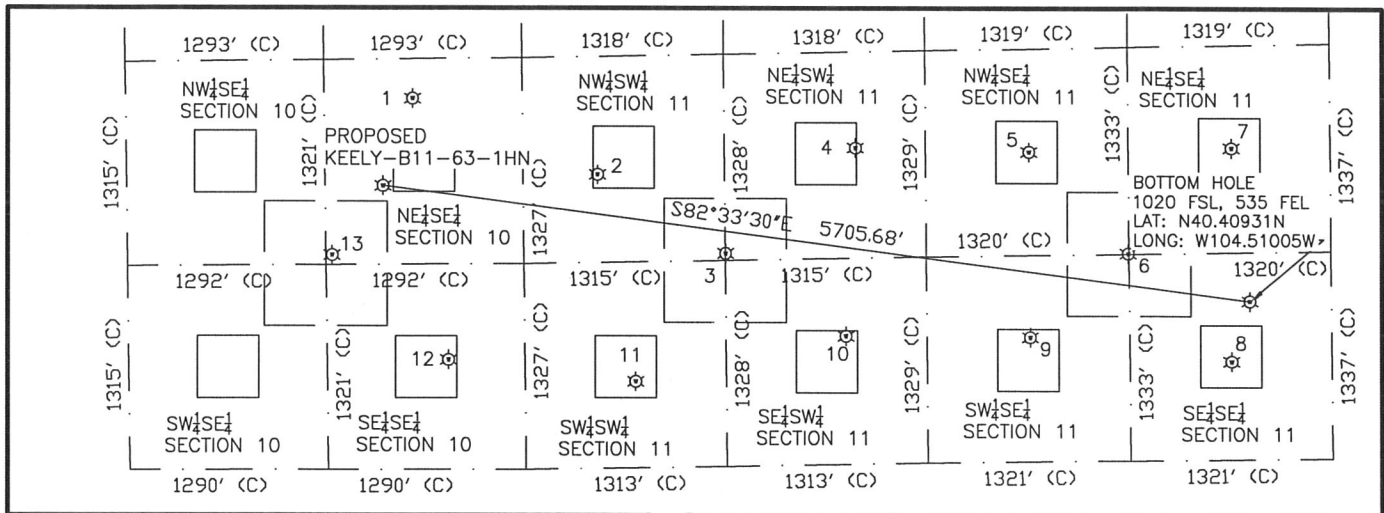 1293' (C)
1293' (C)
1318' (C)
1318' (C)
1319' (C)
1319' (C)
NW¼SE¼
SECTION 10
1
NW¼SW¼
SECTION 11
NE¼SW¼
SECTION 11
NW¼SE¼
SECTION 11
NE¼SE¼
SECTION 11
1315' (C)
1321' (C)
PROPOSED
KEELY-B11-63-1HN
1327' (C)
2
1328' (C)
4
1329' (C)
5
1333' (C)
7
1337' (C)
BOTTOM HOLE
1020 FSL, 535 FEL
LAT: N40.40931N
LONG: W104.51005W
NE¼SE¼
SECTION 10
S82°33'30"E
5705.68'
13
3
6
1292' (C)
1292' (C)
1315' (C)
1315' (C)
1320' (C)
1320' (C)
1315' (C)
1321' (C)
12
1327' (C)
11
1328' (C)
10
1329' (C)
9
1333' (C)
8
1337' (C)
SW¼SE¼
SECTION 10
SE¼SE¼
SECTION 10
SW¼SW¼
SECTION 11
SE¼SW¼
SECTION 11
SW¼SE¼
SECTION 11
SE¼SE¼
SECTION 11
1290' (C)
1290' (C)
1313' (C)
1313' (C)
1321' (C)
1321' (C)